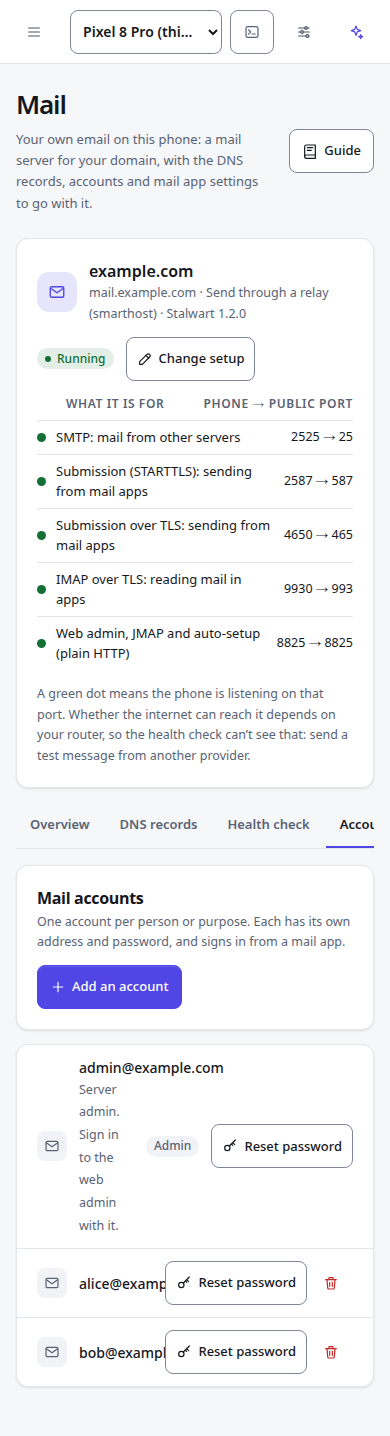 Pixel 8 Pro (thi...
Mail
Your own email on this phone: a mail
server for your domain, with the DNS
records, accounts and mail app settings
to go with it.
Guide
example.com
mail.example.com · Send through a relay
(smarthost) · Stalwart 1.2.0
Running
Change setup
WHAT IT IS FOR PHONE → PUBLIC PORT
SMTP: mail from other servers 2525 → 25
Submission (STARTTLS): sending
from mail apps 2587 → 587
Submission over TLS: sending from
mail apps 4650 → 465
IMAP over TLS: reading mail in
apps 9930 → 993
Web admin, JMAP and auto-setup
(plain HTTP) 8825 → 8825
A green dot means the phone is listening on that
port. Whether the internet can reach it depends on
your router, so the health check can't see that: send a
test message from another provider.
Overview DNS records Health check Accou
Mail accounts
One account per person or purpose. Each has its own
address and password, and signs in from a mail app.
Add an account
admin@example.com
Server
admin.
Sign in
to the
web
admin
with it.
Admin
Reset password
alice@examp
Reset password
bob@exampl
Reset password